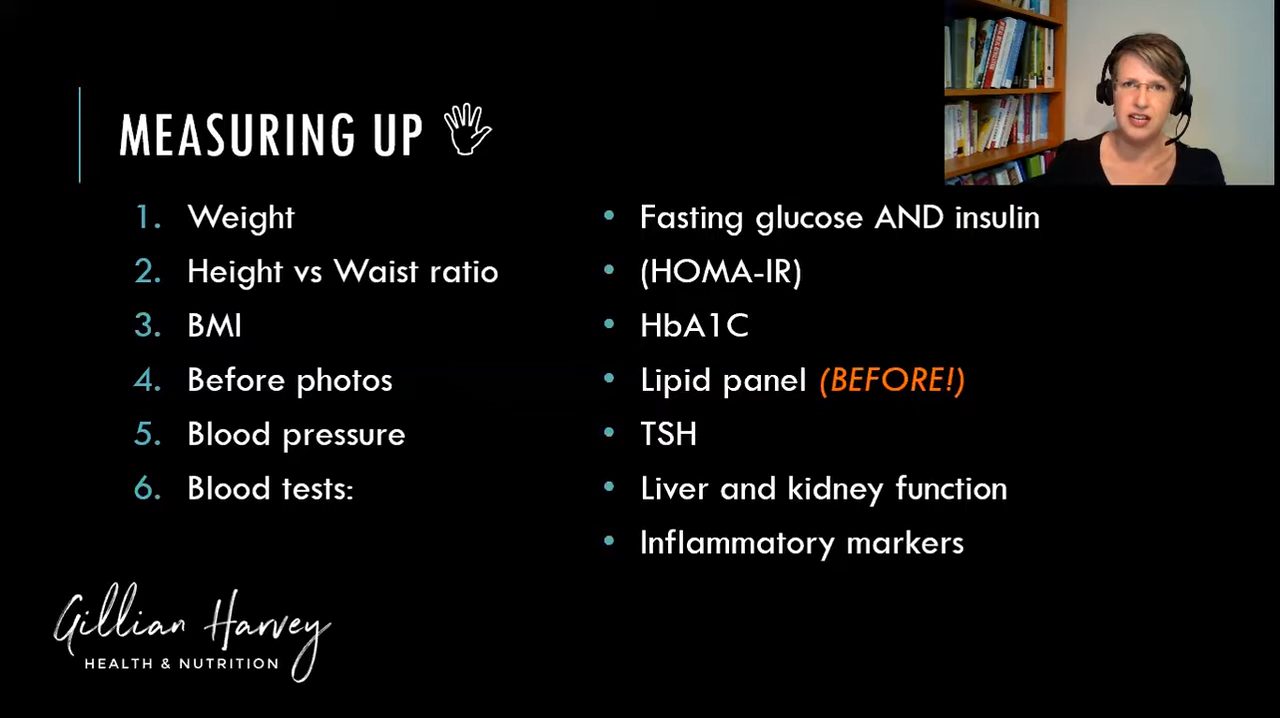 MEASURING UP
1. Weight
2. Height vs Waist ratio
3. BMI
4. Before photos
5. Blood pressure
6. Blood tests:
• Fasting glucose AND insulin
• (HOMA-IR)
• HbA1C
• Lipid panel (BEFORE!)
• TSH
• Liver and kidney function
• Inflammatory markers
Gillian Harvey
HEALTH & NUTRITION